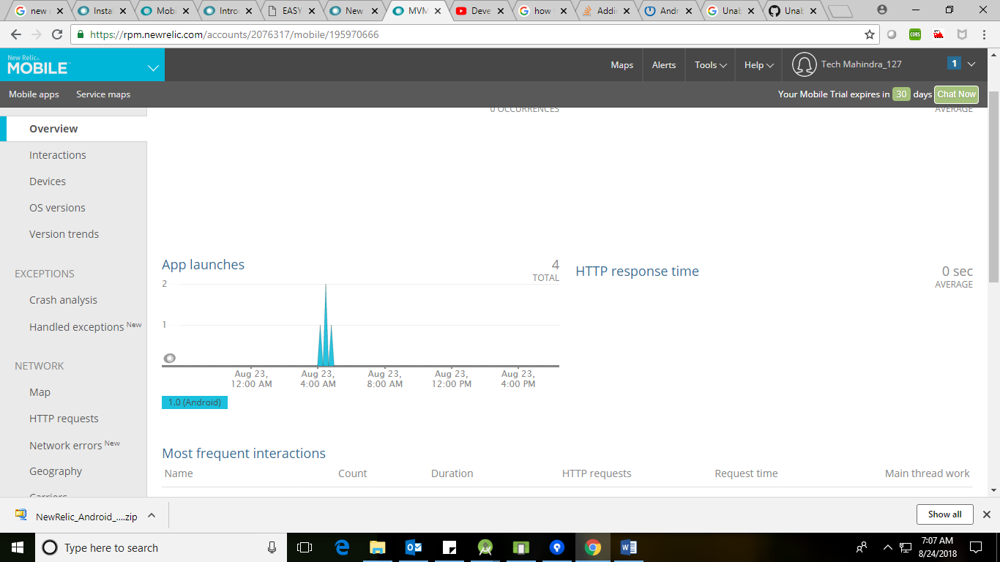 new
Instal
Mobi
Intro
EASY
New
MVM
Deve
how
Addi
Andr
Unab
Unab
https://rpm.newrelic.com/accounts/2076317/mobile/195970666
CORS
New Relic
MOBILE
Maps
Alerts
Tools
Help
Tech Mahindra_127
1
Mobile apps
Service maps
Your Mobile Trial expires in 30 days
Chat Now
0 OCCURRENCES
AVERAGE
Overview
Interactions
Devices
OS versions
Version trends
EXCEPTIONS
Crash analysis
Handled exceptions New
NETWORK
Map
HTTP requests
Network errors New
Geography
Carriers
App launches
4
TOTAL
2
1
Aug 23, 12:00 AM
Aug 23, 4:00 AM
Aug 23, 8:00 AM
Aug 23, 12:00 PM
Aug 23, 4:00 PM
1.0 (Android)
HTTP response time
0 sec
AVERAGE
Most frequent interactions
Name Count Duration HTTP requests Request time Main thread work
NewRelic_Android_....zip
Show all
Type here to search
7:07 AM
8/24/2018